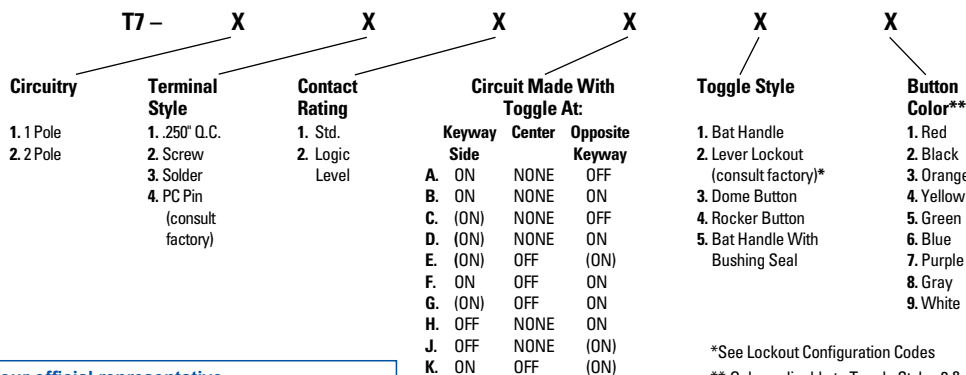 T7 – X X X X X X
Circuitry
1. 1 Pole
2. 2 Pole
Terminal
Style
1. .250" Q.C.
2. Screw
3. Solder
4. PC Pin
(consult
factory)
Contact
Rating
1. Std.
2. Logic
Level
Circuit Made With
Toggle At:
Keyway Center Opposite
Side Keyway
A. ON NONE OFF
B. ON NONE ON
C. (ON) NONE OFF
D. (ON) NONE ON
E. (ON) OFF (ON)
F. ON OFF ON
G. (ON) OFF ON
H. OFF NONE ON
J. OFF NONE (ON)
K. ON OFF (ON)
Toggle Style
1. Bat Handle
2. Lever Lockout
(consult factory)*
3. Dome Button
4. Rocker Button
5. Bat Handle With
Bushing Seal
Button
Color**
1. Red
2. Black
3. Orange
4. Yellow
5. Green
6. Blue
7. Purple
8. Gray
9. White
*See Lockout Configuration Codes